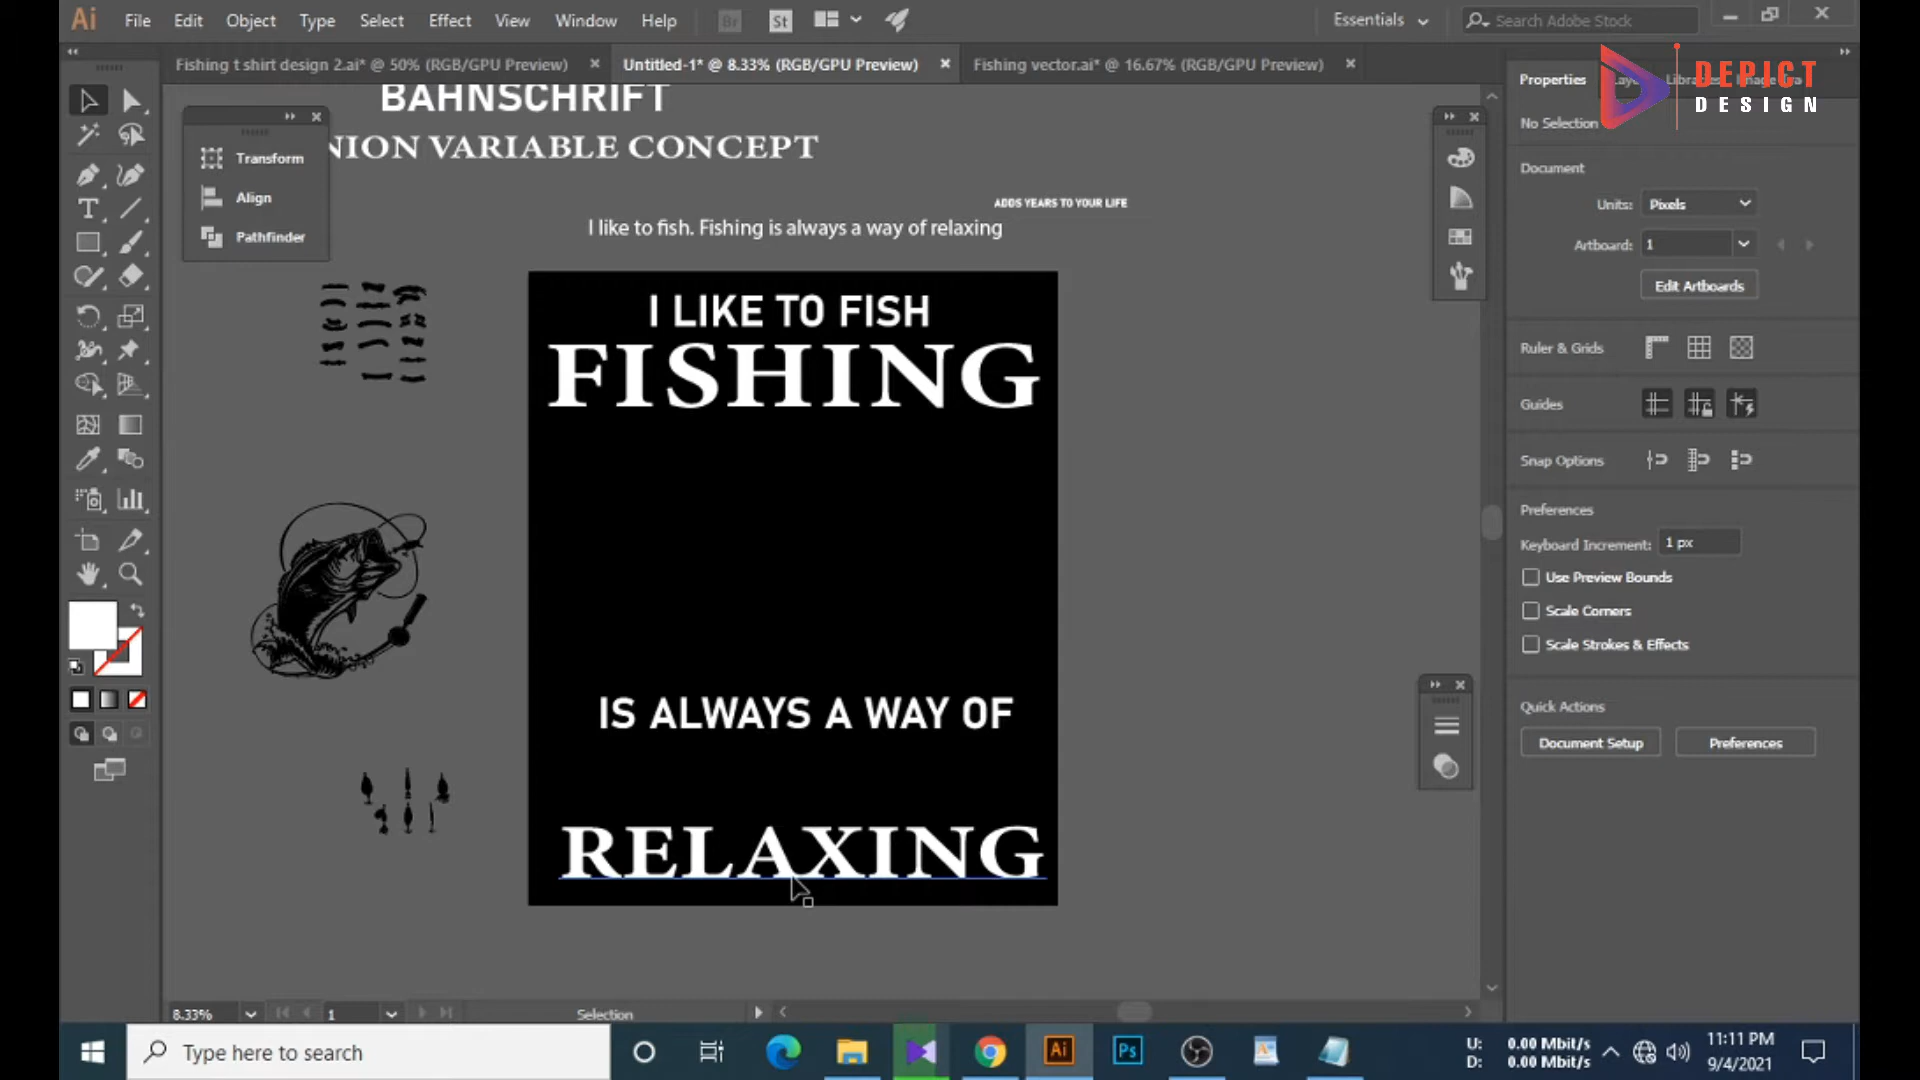 Ai File Edit Object Type Select Effect View Window Help Br St Essentials Search Adobe Stock
Fishing t shirt design 2.ai* @ 50% (RGB/GPU Preview) Untitled-1* @ 8.33% (RGB/GPU Preview) Fishing vector.ai* @ 16.67% (RGB/GPU Preview)
DEPICT
DESIGN
Properties
No Selection
Document
Units: Pixels
Artboard: 1
Edit Artboards
Ruler & Grids
Guides
Snap Options
Preferences
Keyboard Increment: 1 px
Use Preview Bounds
Scale Corners
Scale Strokes & Effects
Quick Actions
Document Setup Preferences
Transform
Align
Pathfinder
BAHNSCHRIFT
NION VARIABLE CONCEPT
ADDS YEARS TO YOUR LIFE
I like to fish. Fishing is always a way of relaxing
I LIKE TO FISH
FISHING
IS ALWAYS A WAY OF
RELAXING
8.33% 1 Selection
Type here to search
Ai Ps
U: 0.00 Mbit/s
D: 0.00 Mbit/s
11:11 PM
9/4/2021